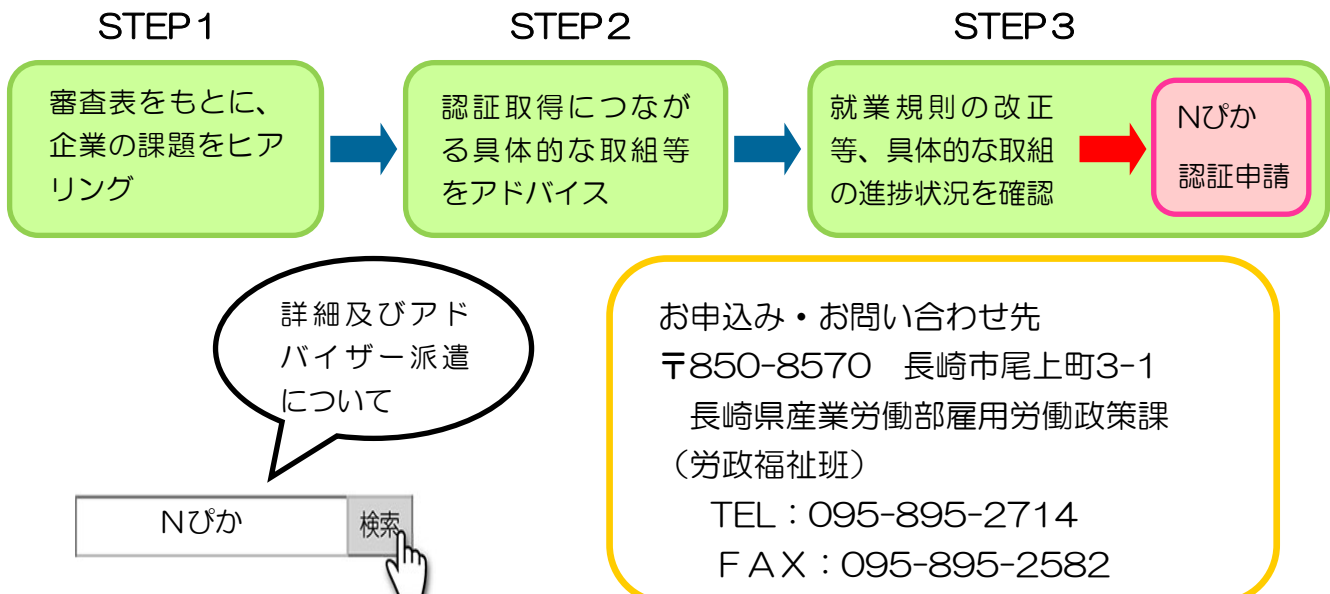 STEP1
審査表をもとに、
企業の課題をヒア
リング
STEP2
認証取得につなが
る具体的な取組等
をアドバイス
STEP3
就業規則の改正
等、具体的な取組
の進捗状況を確認
Nぴか
認証申請
詳細及びアド
バイザー派遣
について
Nぴか 検索
お申込み・お問い合わせ先
〒850-8570 長崎市尾上町3-1
長崎県産業労働部雇用労働政策課
(労政福祉班)
TEL:095-895-2714
FAX:095-895-2582